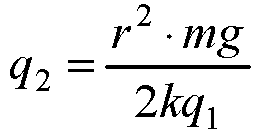 q₂ = r² · mg / 2kq₁